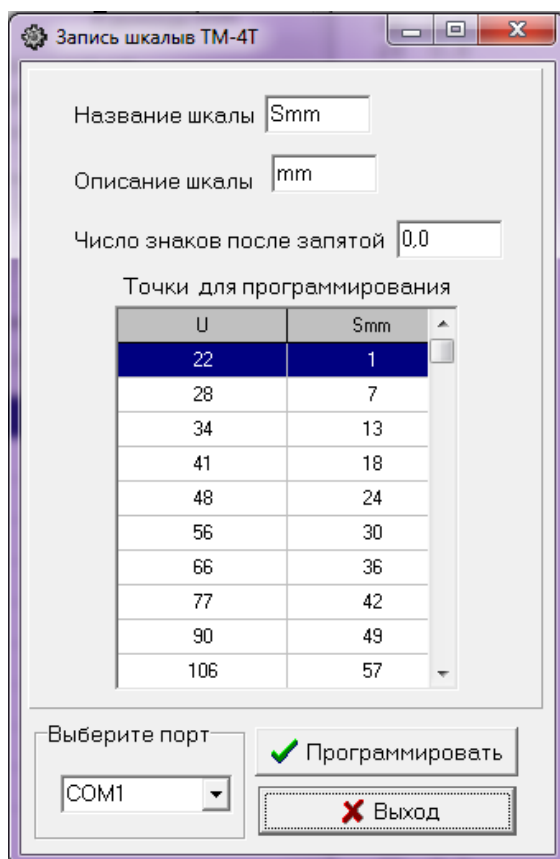 Запись шкалыв ТМ-4Т
Название шкалы Smm
Описание шкалы mm
Число знаков после запятой 0,0
Точки для программирования
U Smm
22 1
28 7
34 13
41 18
48 24
56 30
66 36
77 42
90 49
106 57
Выберите порт
COM1
Программировать
Выход